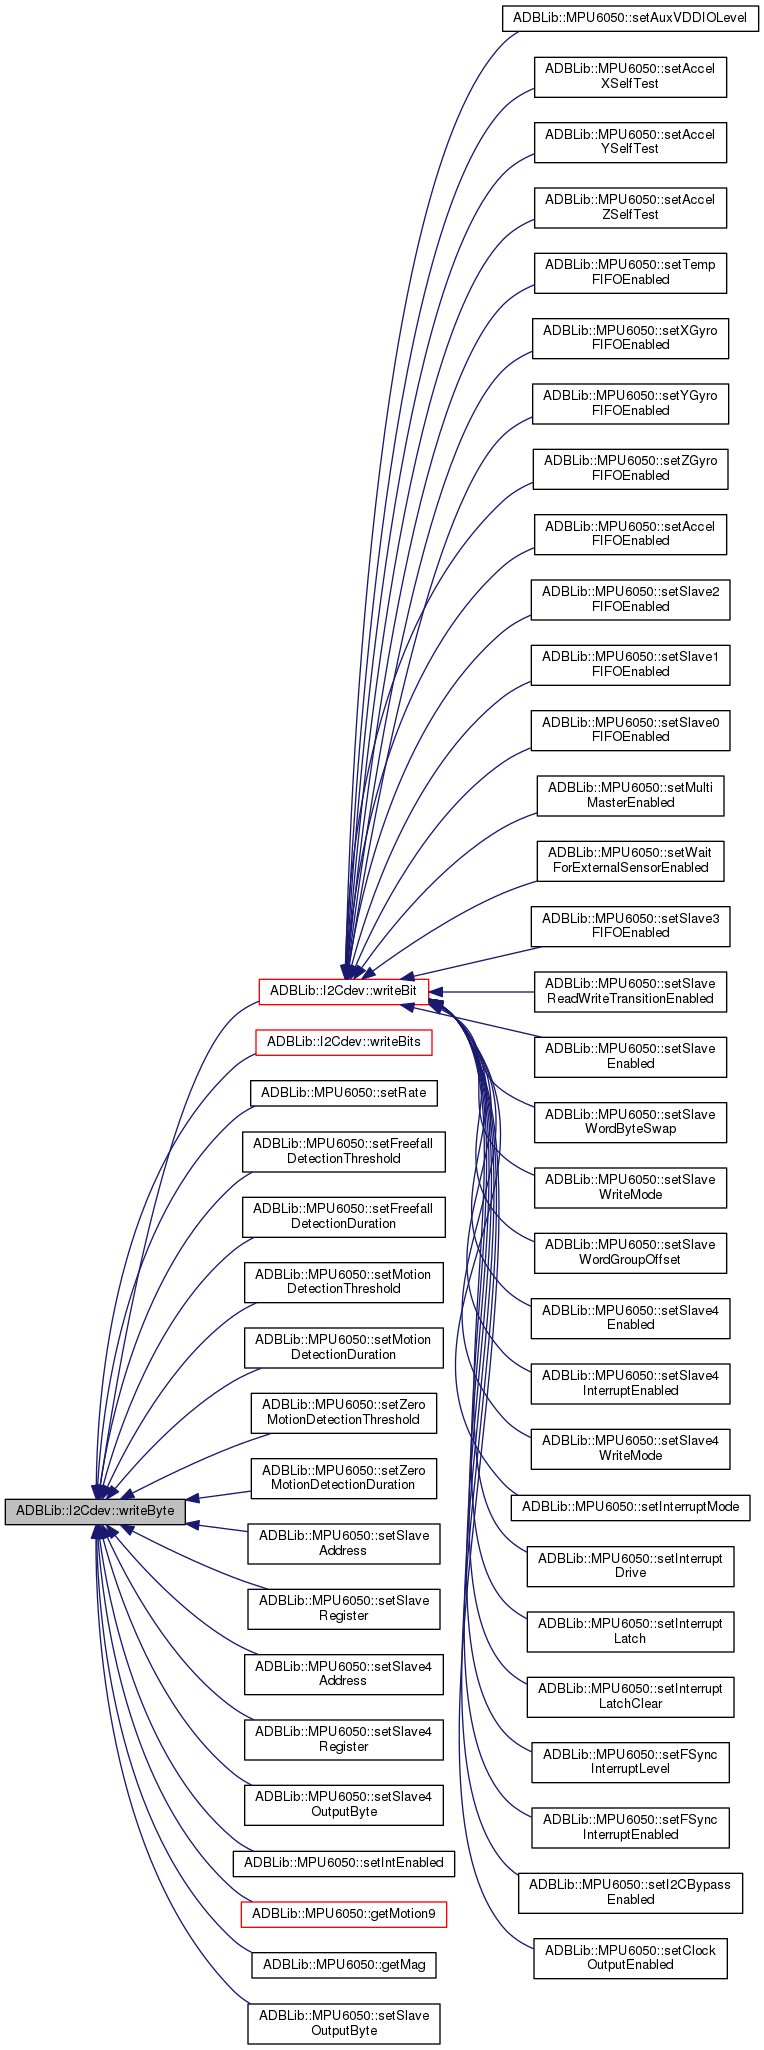 ADBLib::MPU6050::setAuxVDDIOLevel
ADBLib::MPU6050::setAccel
XSelfTest
ADBLib::MPU6050::setAccel
YSelfTest
ADBLib::MPU6050::setAccel
ZSelfTest
ADBLib::MPU6050::setTemp
FIFOEnabled
ADBLib::MPU6050::setXGyro
FIFOEnabled
ADBLib::MPU6050::setYGyro
FIFOEnabled
ADBLib::MPU6050::setZGyro
FIFOEnabled
ADBLib::MPU6050::setAccel
FIFOEnabled
ADBLib::MPU6050::setSlave2
FIFOEnabled
ADBLib::MPU6050::setSlave1
FIFOEnabled
ADBLib::MPU6050::setSlave0
FIFOEnabled
ADBLib::MPU6050::setMulti
MasterEnabled
ADBLib::MPU6050::setWait
ForExternalSensorEnabled
ADBLib::MPU6050::setSlave3
FIFOEnabled
ADBLib::MPU6050::setSlave
ReadWriteTransitionEnabled
ADBLib::MPU6050::setSlave
Enabled
ADBLib::MPU6050::setSlave
WordByteSwap
ADBLib::MPU6050::setSlave
WriteMode
ADBLib::MPU6050::setSlave
WordGroupOffset
ADBLib::MPU6050::setSlave4
Enabled
ADBLib::MPU6050::setSlave4
InterruptEnabled
ADBLib::MPU6050::setSlave4
WriteMode
ADBLib::MPU6050::setInterruptMode
ADBLib::MPU6050::setInterrupt
Drive
ADBLib::MPU6050::setInterrupt
Latch
ADBLib::MPU6050::setInterrupt
LatchClear
ADBLib::MPU6050::setFSync
InterruptLevel
ADBLib::MPU6050::setFSync
InterruptEnabled
ADBLib::MPU6050::setI2CBypass
Enabled
ADBLib::MPU6050::setClock
OutputEnabled
ADBLib::I2Cdev::writeBit
ADBLib::I2Cdev::writeBits
ADBLib::MPU6050::setRate
ADBLib::MPU6050::setFreefall
DetectionThreshold
ADBLib::MPU6050::setFreefall
DetectionDuration
ADBLib::MPU6050::setMotion
DetectionThreshold
ADBLib::MPU6050::setMotion
DetectionDuration
ADBLib::MPU6050::setZero
MotionDetectionThreshold
ADBLib::MPU6050::setZero
MotionDetectionDuration
ADBLib::MPU6050::setSlave
Address
ADBLib::MPU6050::setSlave
Register
ADBLib::MPU6050::setSlave4
Address
ADBLib::MPU6050::setSlave4
Register
ADBLib::MPU6050::setSlave4
OutputByte
ADBLib::MPU6050::setIntEnabled
ADBLib::MPU6050::getMotion9
ADBLib::MPU6050::getMag
ADBLib::MPU6050::setSlave
OutputByte
ADBLib::I2Cdev::writeByte